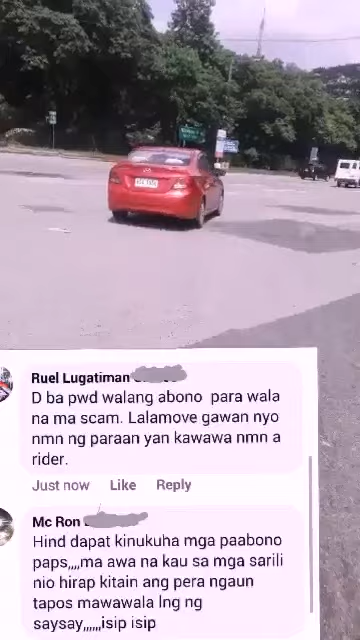 Ruel Lugatiman
D ba pwd walang abono para wala
na ma scam. Lalamove gawan nyo
nmn ng paraan yan kawawa nmn a
rider.
Just now Like Reply
Mc Ron
Hind dapat kinukuha mga paabono
paps,,,,ma awa na kau sa mga sarili
nio hirap kitain ang pera ngaun
tapos mawawala lng ng
saysay,,,,,,isip isip